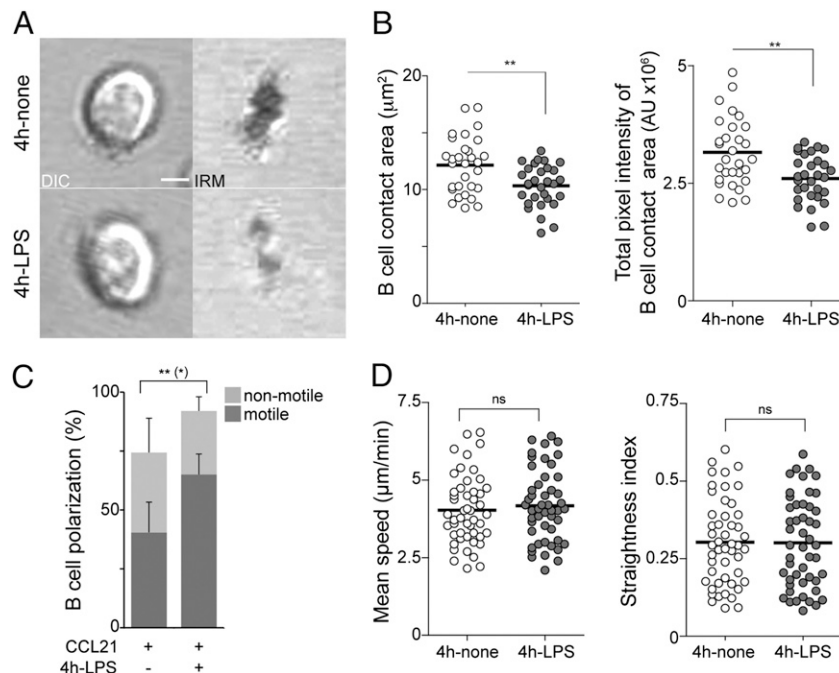 A
4h-none
DIC
IRM
4h-LPS
B
B cell contact area (μm²)
20
10
0
**
4h-none
4h-LPS
Total pixel intensity of
B cell contact area (AU x10⁶)
5
2.5
0
**
4h-none
4h-LPS
C
B cell polarization (%)
100
50
0
** (*)
non-motile
motile
CCL21 + +
4h-LPS - +
D
Mean speed (μm/min)
7.5
5
2.5
0
ns
4h-none
4h-LPS
Straightness index
0.75
0.5
0.25
0
ns
4h-none
4h-LPS